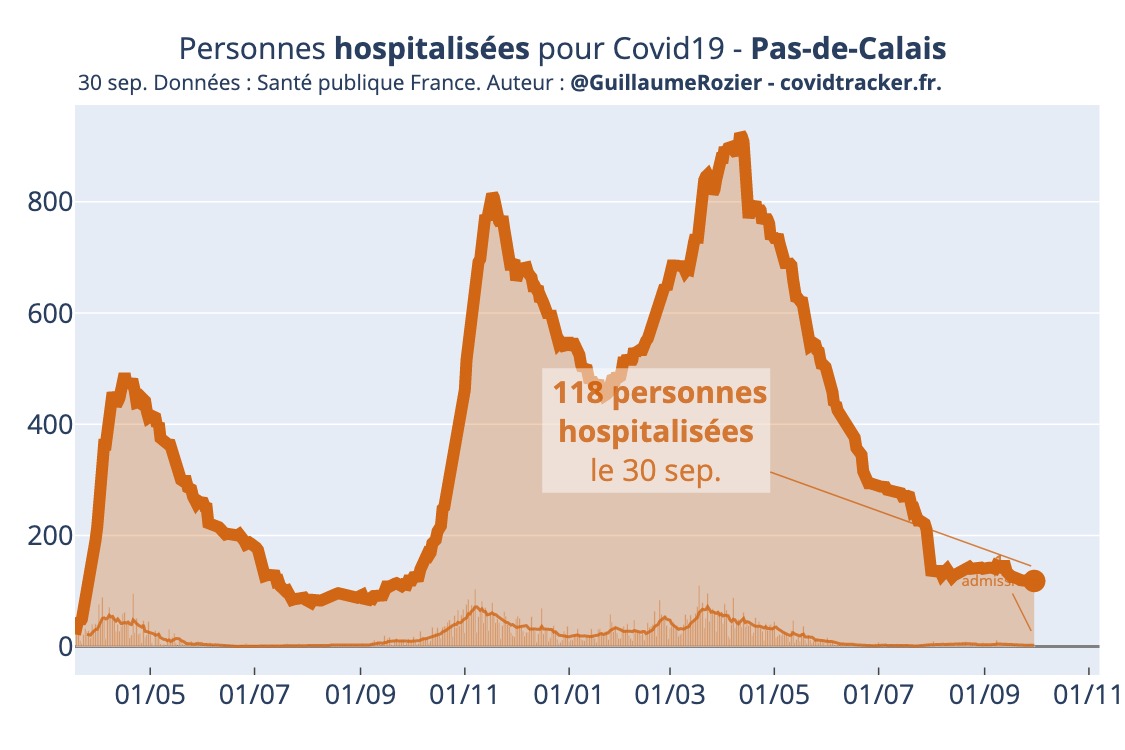 Personnes hospitalisées pour Covid19 - Pas-de-Calais
30 sep. Données : Santé publique France. Auteur : @GuillaumeRozier - covidtracker.fr.
800
600
400
200
0
118 personnes
hospitalisées
le 30 sep.
01/05 01/07 01/09 01/11 01/01 01/03 01/05 01/07 01/09 01/11